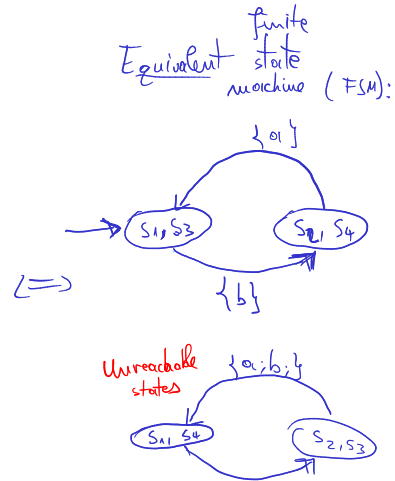 finite
Equivalent state
machine (FSM):
{a}
S1, S3
S2, S4
<=>
{b}
Unreachable
states
{a;b;}
S1, S4
S2, S3